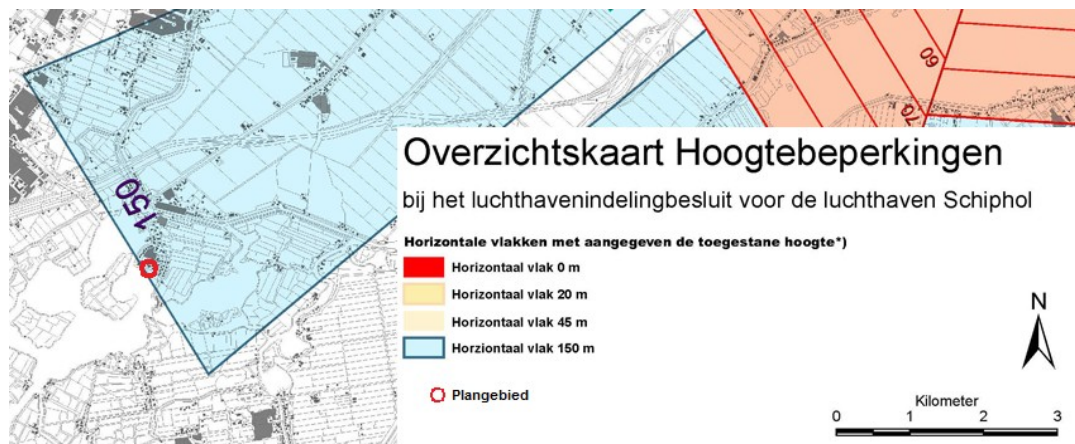 60
70
150
Overzichtskaart Hoogtebeperkingen
bij het luchthavenindelingbesluit voor de luchthaven Schiphol
Horizontale vlakken met aangegeven de toegestane hoogte*)
Horizontaal vlak 0 m
Horizontaal vlak 20 m
Horizontaal vlak 45 m
Horziontaal vlak 150 m
Plangebied
N
Kilometer
0 1 2 3